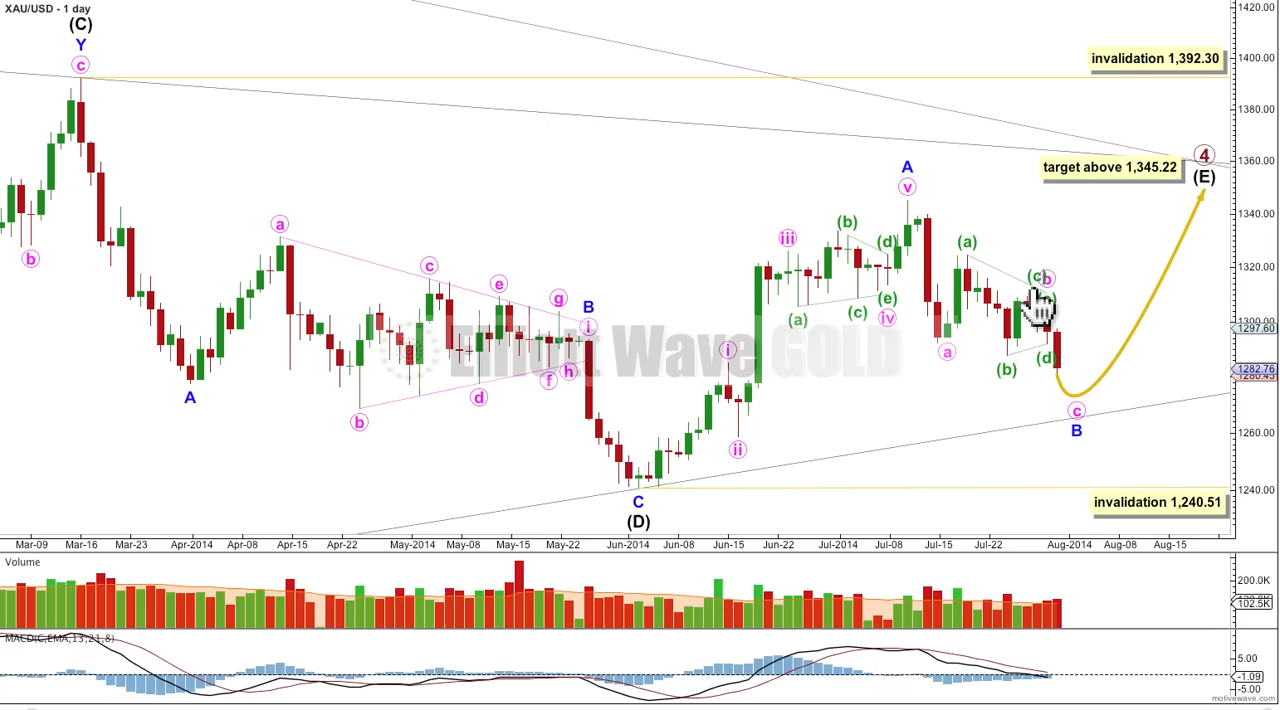 XAU/USD - 1 day
(C)
Y
c
b
A
a
b
c
d
e
f
g
h
i
B
C
(D)
i
ii
iii
(a)
(b)
(c)
(d)
(e)
iv
v
A
a
(a)
(b)
(c)
b
(d)
c
B
4
(E)
invalidation 1,392.30
target above 1,345.22
invalidation 1,240.51
Elliott Wave GOLD
1420.00
1400.00
1380.00
1360.00
1340.00
1320.00
1297.60
1282.76
1260.00
1240.00
Mar-09 Mar-16 Mar-23 Apr-2014 Apr-08 Apr-15 Apr-22 May-2014 May-08 May-15 May-22 Jun-2014 Jun-08 Jun-15 Jun-22 Jul-2014 Jul-08 Jul-15 Jul-22 Aug-2014 Aug-08 Aug-15
Volume
200.0K
102.5K
MACD(C,EMA,13,21,8)
5.00
-1.09
-5.00
motivewave.com